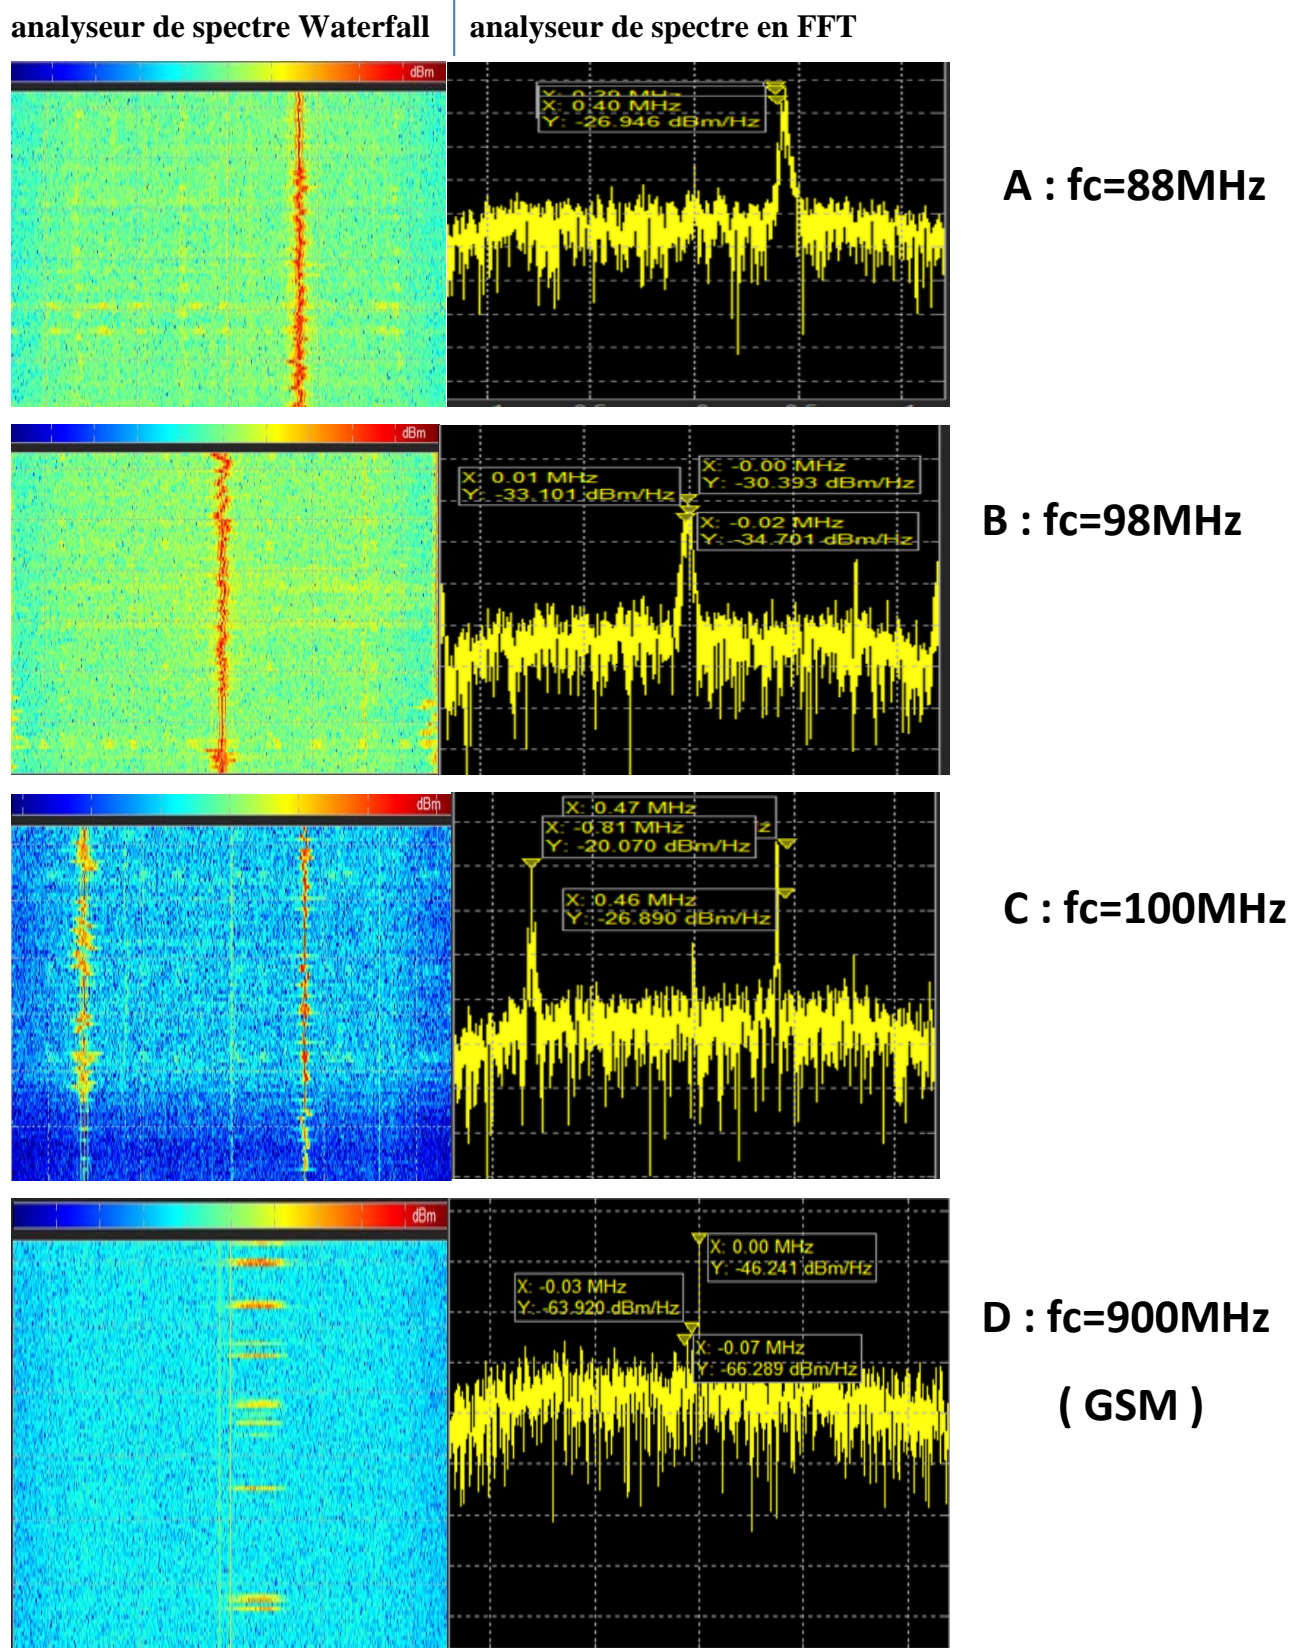 analyseur de spectre Waterfall
analyseur de spectre en FFT
dBm
X: 0.39 MHz
X: 0.40 MHz
Y: -26.946 dBm/Hz
A : fc=88MHz
dBm
X: 0.01 MHz
Y: -33.101 dBm/Hz
X: -0.00 MHz
Y: -30.393 dBm/Hz
X: -0.02 MHz
Y: -34.701 dBm/Hz
B : fc=98MHz
dBm
X: 0.47 MHz
X: -0.81 MHz
z
Y: -20.070 dBm/Hz
X: 0.46 MHz
Y: -26.890 dBm/Hz
C : fc=100MHz
dBm
X: 0.00 MHz
Y: -46.241 dBm/Hz
X: -0.03 MHz
Y: -63.920 dBm/Hz
X: -0.07 MHz
Y: -66.289 dBm/Hz
D : fc=900MHz
( GSM )